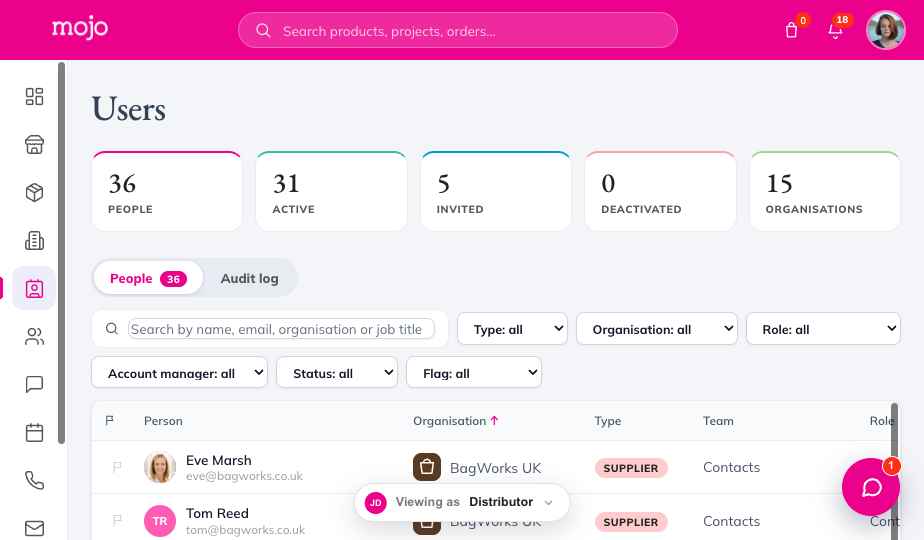 mojo
Search products, projects, orders...
0
18
Users
36
PEOPLE
31
ACTIVE
5
INVITED
0
DEACTIVATED
15
ORGANISATIONS
People 36
Audit log
Search by name, email, organisation or job title
Type: all
Organisation: all
Role: all
Account manager: all
Status: all
Flag: all
Person
Organisation
Type
Team
Role
Eve Marsh
eve@bagworks.co.uk
BagWorks UK
SUPPLIER
Contacts
1
TR
Tom Reed
tom@bagworks.co.uk
BagWorks UK
SUPPLIER
Contacts
Cont
JD Viewing as Distributor